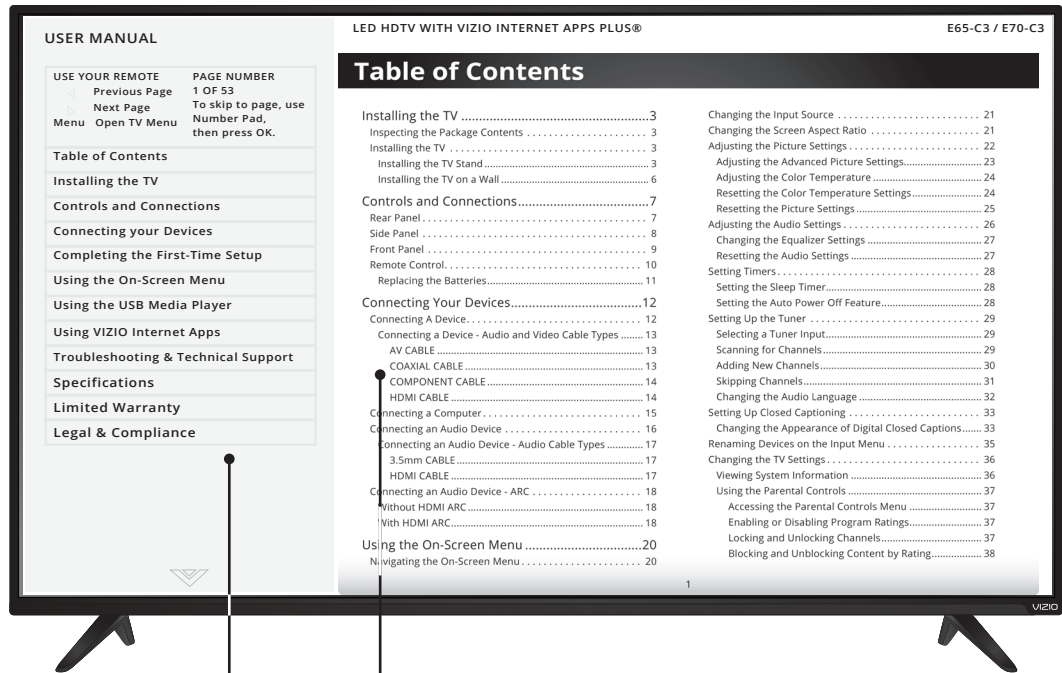 USER MANUAL
USE YOUR REMOTE
Previous Page
Next Page
Menu Open TV Menu
PAGE NUMBER
1 OF 53
To skip to page, use
Number Pad,
then press OK.
Table of Contents
Installing the TV
Controls and Connections
Connecting your Devices
Completing the First-Time Setup
Using the On-Screen Menu
Using the USB Media Player
Using VIZIO Internet Apps
Troubleshooting & Technical Support
Specifications
Limited Warranty
Legal & Compliance
LED HDTV WITH VIZIO INTERNET APPS PLUS®
E65-C3 / E70-C3
Table of Contents
Installing the TV ........ 3
Inspecting the Package Contents ........ 3
Installing the TV ........ 3
Installing the TV Stand ........ 3
Installing the TV on a Wall ........ 6
Controls and Connections ........ 7
Rear Panel ........ 7
Side Panel ........ 8
Front Panel ........ 9
Remote Control ........ 10
Replacing the Batteries ........ 11
Connecting Your Devices ........ 12
Connecting A Device ........ 12
Connecting a Device - Audio and Video Cable Types ........ 13
AV CABLE ........ 13
COAXIAL CABLE ........ 13
COMPONENT CABLE ........ 14
HDMI CABLE ........ 14
Connecting a Computer ........ 15
Connecting an Audio Device ........ 16
Connecting an Audio Device - Audio Cable Types ........ 17
3.5mm CABLE ........ 17
HDMI CABLE ........ 17
Connecting an Audio Device - ARC ........ 18
Without HDMI ARC ........ 18
With HDMI ARC ........ 18
Using the On-Screen Menu ........ 20
Navigating the On-Screen Menu ........ 20
Changing the Input Source ........ 21
Changing the Screen Aspect Ratio ........ 21
Adjusting the Picture Settings ........ 22
Adjusting the Advanced Picture Settings ........ 23
Adjusting the Color Temperature ........ 24
Resetting the Color Temperature Settings ........ 24
Resetting the Picture Settings ........ 25
Adjusting the Audio Settings ........ 26
Changing the Equalizer Settings ........ 27
Resetting the Audio Settings ........ 27
Setting Timers ........ 28
Setting the Sleep Timer ........ 28
Setting the Auto Power Off Feature ........ 28
Setting Up the Tuner ........ 29
Selecting a Tuner Input ........ 29
Scanning for Channels ........ 29
Adding New Channels ........ 30
Skipping Channels ........ 31
Changing the Audio Language ........ 32
Setting Up Closed Captioning ........ 33
Changing the Appearance of Digital Closed Captions ........ 33
Renaming Devices on the Input Menu ........ 35
Changing the TV Settings ........ 36
Viewing System Information ........ 36
Using the Parental Controls ........ 37
Accessing the Parental Controls Menu ........ 37
Enabling or Disabling Program Ratings ........ 37
Locking and Unlocking Channels ........ 37
Blocking and Unblocking Content by Rating ........ 38
1
VIZIO